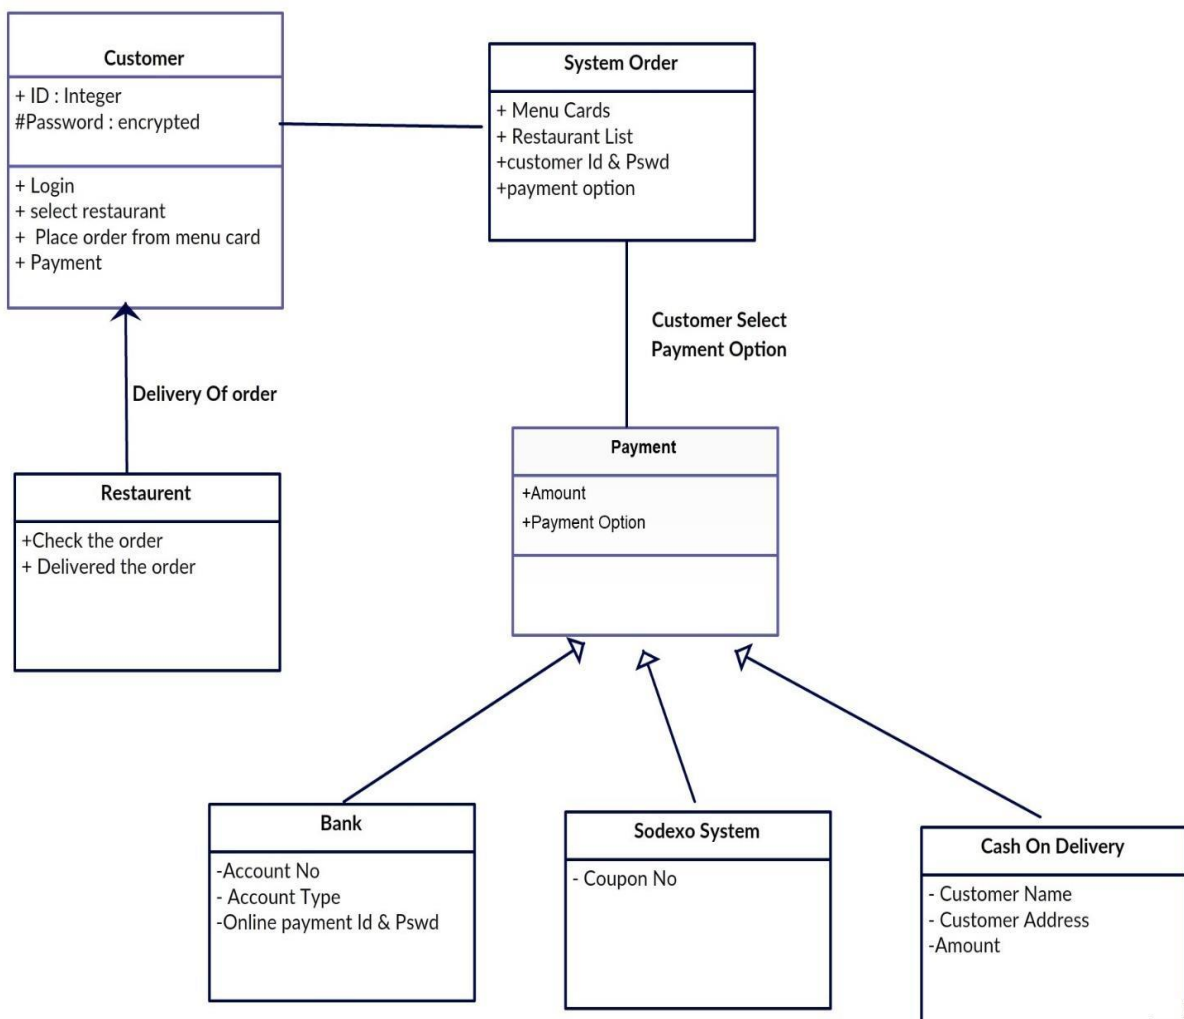 Customer
+ ID : Integer
#Password : encrypted
+ Login
+ select restaurant
+ Place order from menu card
+ Payment
System Order
+ Menu Cards
+ Restaurant List
+customer Id & Pswd
+payment option
Customer Select
Payment Option
Delivery Of order
Restaurent
+Check the order
+ Delivered the order
Payment
+Amount
+Payment Option
Bank
-Account No
- Account Type
-Online payment Id & Pswd
Sodexo System
- Coupon No
Cash On Delivery
- Customer Name
- Customer Address
-Amount